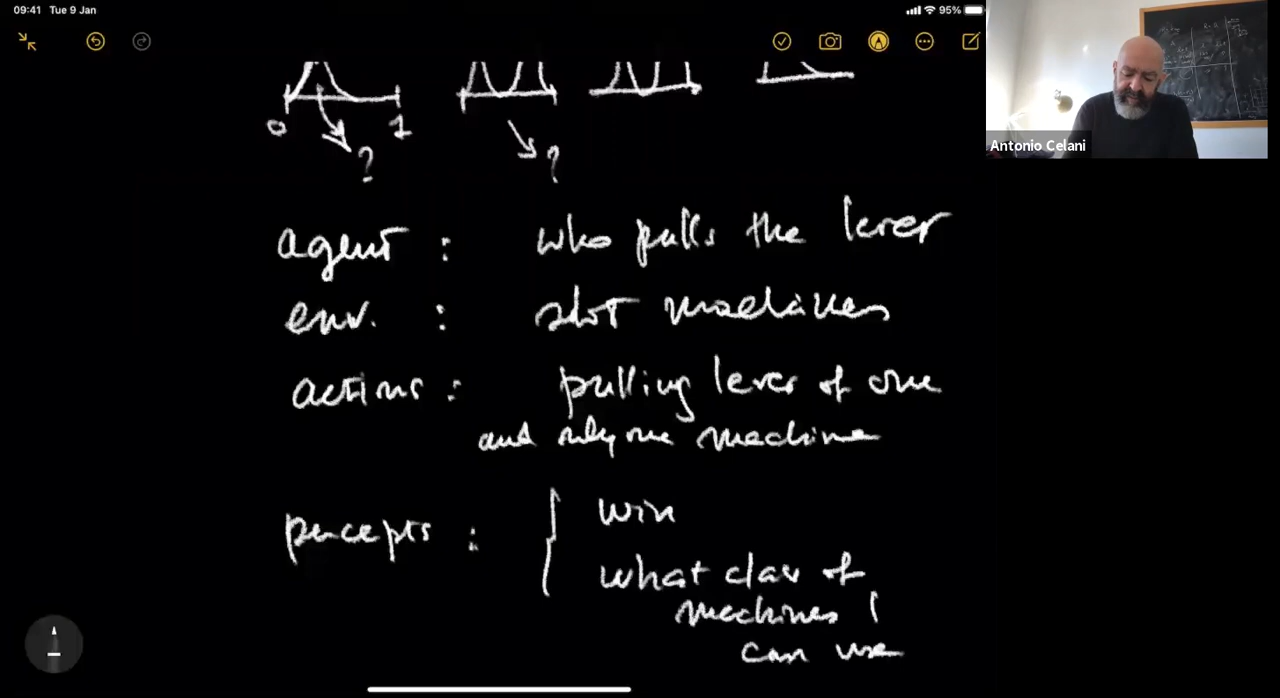 09:41 Tue 9 Jan
95%
Antonio Celani
0 1
?
?
agent : who pulls the lever
env. : slot machines
actions : pulling lever of one
and only one machine
percepts : { win
what class of
machines I
can use